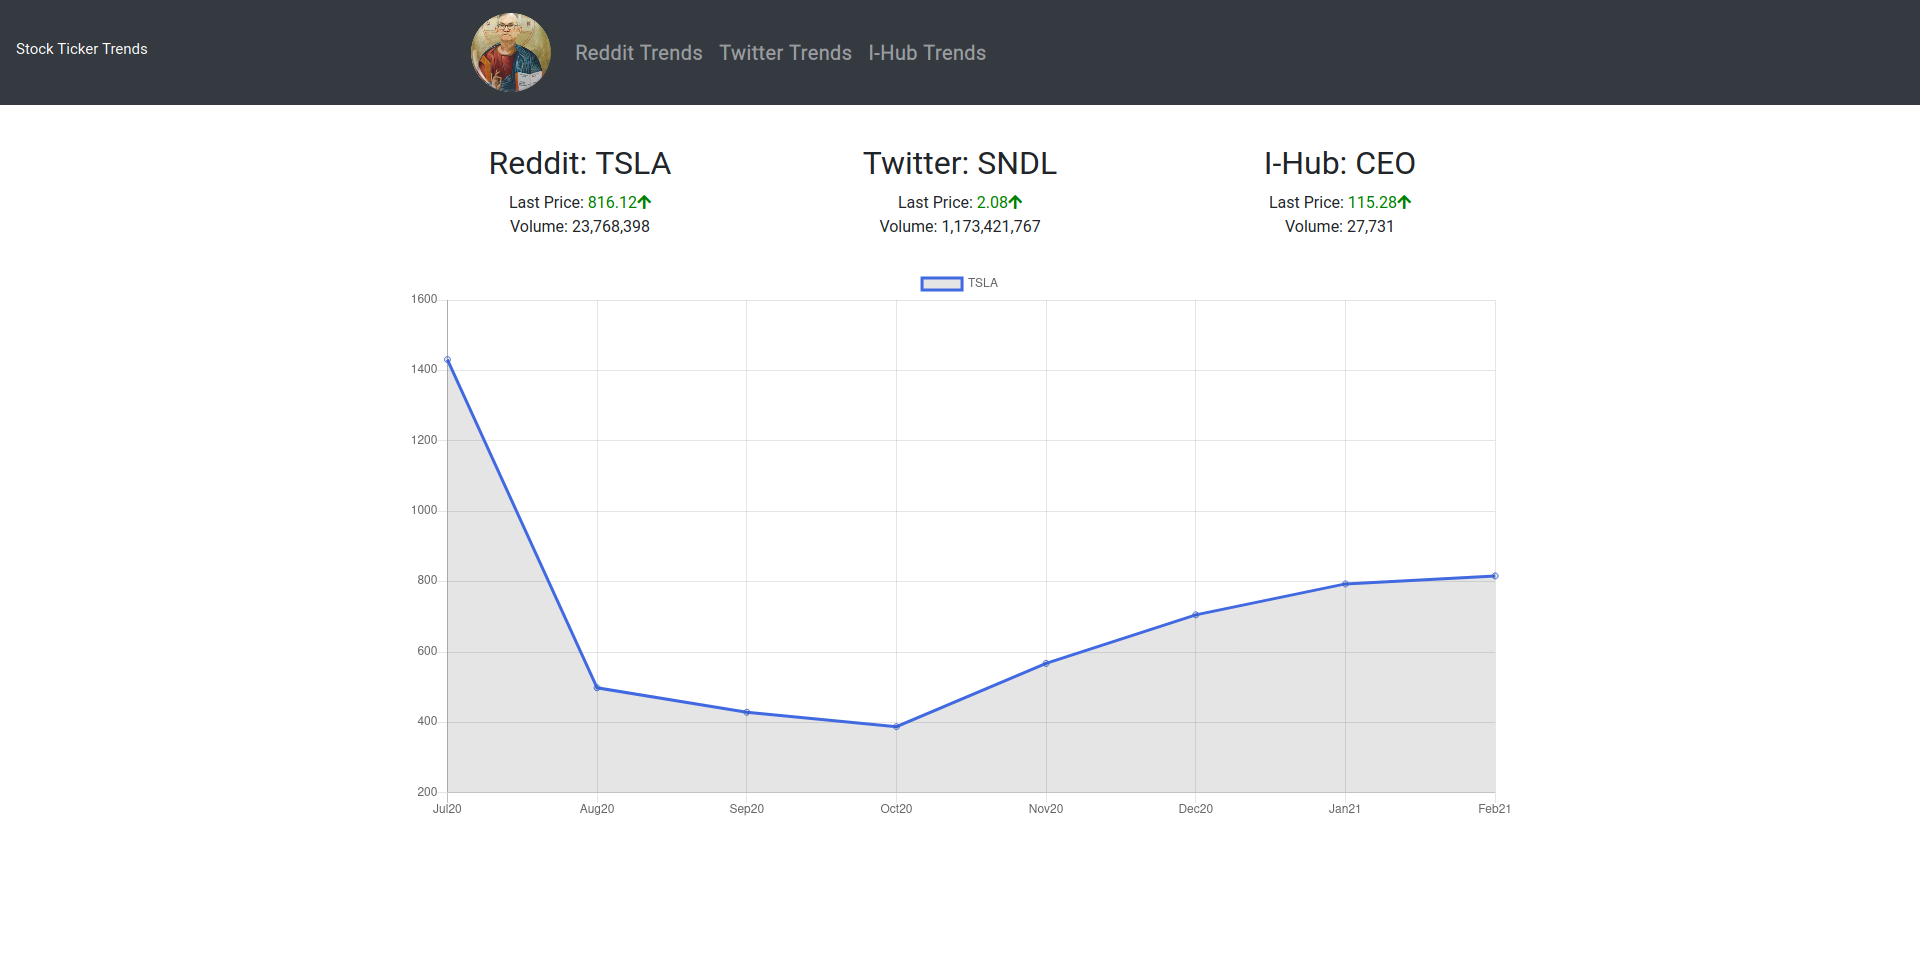 Stock Ticker Trends
Reddit Trends Twitter Trends I-Hub Trends
Reddit: TSLA
Last Price: 816.12
Volume: 23,768,398
Twitter: SNDL
Last Price: 2.08
Volume: 1,173,421,767
I-Hub: CEO
Last Price: 115.28
Volume: 27,731
TSLA
1600
1400
1200
1000
800
600
400
200
Jul20 Aug20 Sep20 Oct20 Nov20 Dec20 Jan21 Feb21